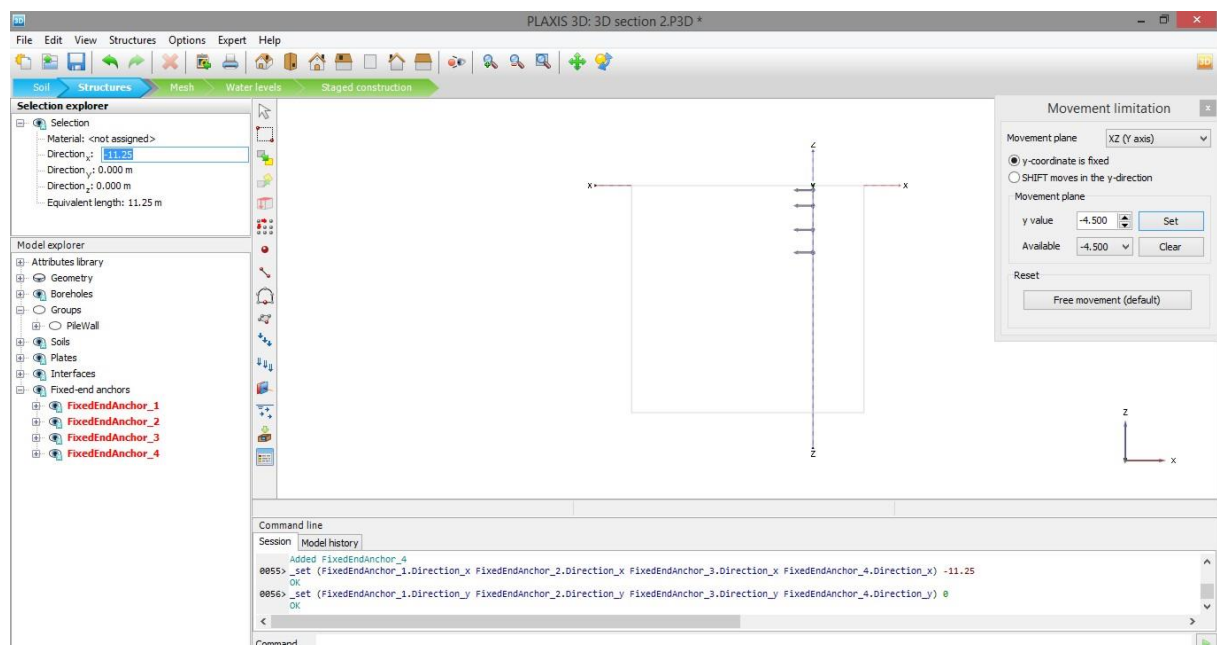 3D
PLAXIS 3D: 3D section 2.P3D *
File Edit View Structures Options Expert Help
Soil Structures Mesh Water levels Staged construction
Selection explorer
Selection
Material: <not assigned>
Direction x: -11.25
Direction y: 0.000 m
Direction z: 0.000 m
Equivalent length: 11.25 m
Model explorer
Attributes library
Geometry
Boreholes
Groups
PileWall
Soils
Plates
Interfaces
Fixed-end anchors
FixedEndAnchor_1
FixedEndAnchor_2
FixedEndAnchor_3
FixedEndAnchor_4
Z
X Y X
Z
Z
X
Movement limitation
Movement plane XZ (Y axis)
y-coordinate is fixed
SHIFT moves in the y-direction
Movement plane
y value -4.500 Set
Available -4.500 Clear
Reset
Free movement (default)
Command line
Session Model history
Added FixedEndAnchor_4
0055> _set (FixedEndAnchor_1.Direction_x FixedEndAnchor_2.Direction_x FixedEndAnchor_3.Direction_x FixedEndAnchor_4.Direction_x) -11.25
OK
0056> _set (FixedEndAnchor_1.Direction_y FixedEndAnchor_2.Direction_y FixedEndAnchor_3.Direction_y FixedEndAnchor_4.Direction_y) 0
OK
Command